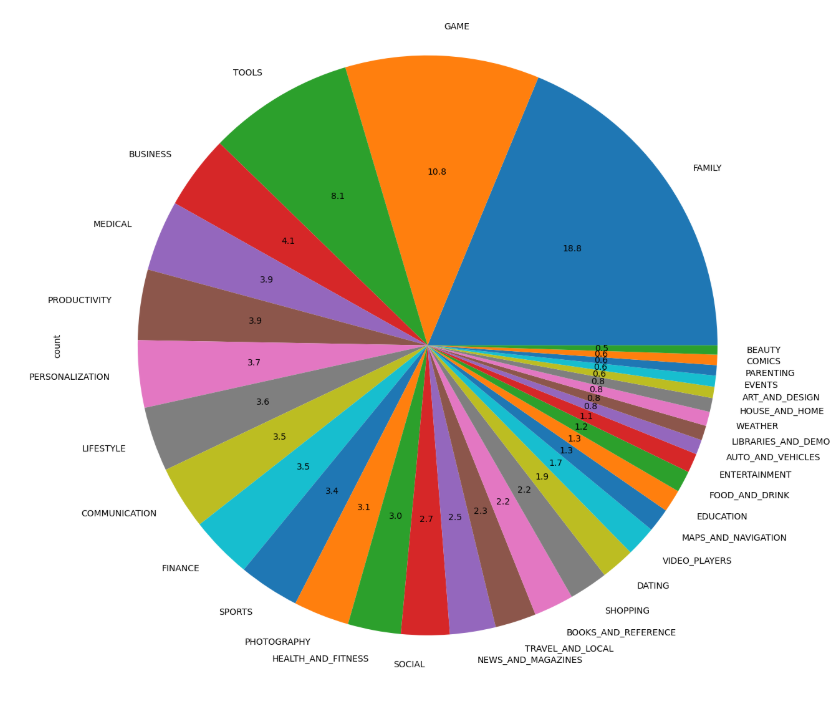 GAME
TOOLS
BUSINESS
MEDICAL
PRODUCTIVITY
count
PERSONALIZATION
LIFESTYLE
COMMUNICATION
FINANCE
SPORTS
PHOTOGRAPHY
HEALTH_AND_FITNESS
SOCIAL
NEWS_AND_MAGAZINES
TRAVEL_AND_LOCAL
BOOKS_AND_REFERENCE
SHOPPING
DATING
VIDEO_PLAYERS
MAPS_AND_NAVIGATION
EDUCATION
FOOD_AND_DRINK
ENTERTAINMENT
AUTO_AND_VEHICLES
LIBRARIES_AND_DEMO
WEATHER
HOUSE_AND_HOME
ART_AND_DESIGN
EVENTS
PARENTING
COMICS
BEAUTY
FAMILY
18.8
10.8
8.1
4.1
3.9
3.9
3.7
3.6
3.5
3.5
3.4
3.1
3.0
2.7
2.5
2.3
2.2
2.2
1.9
1.7
1.3
1.3
1.2
1.1
0.8
0.8
0.8
0.8
0.6
0.6
0.6
0.6
0.5